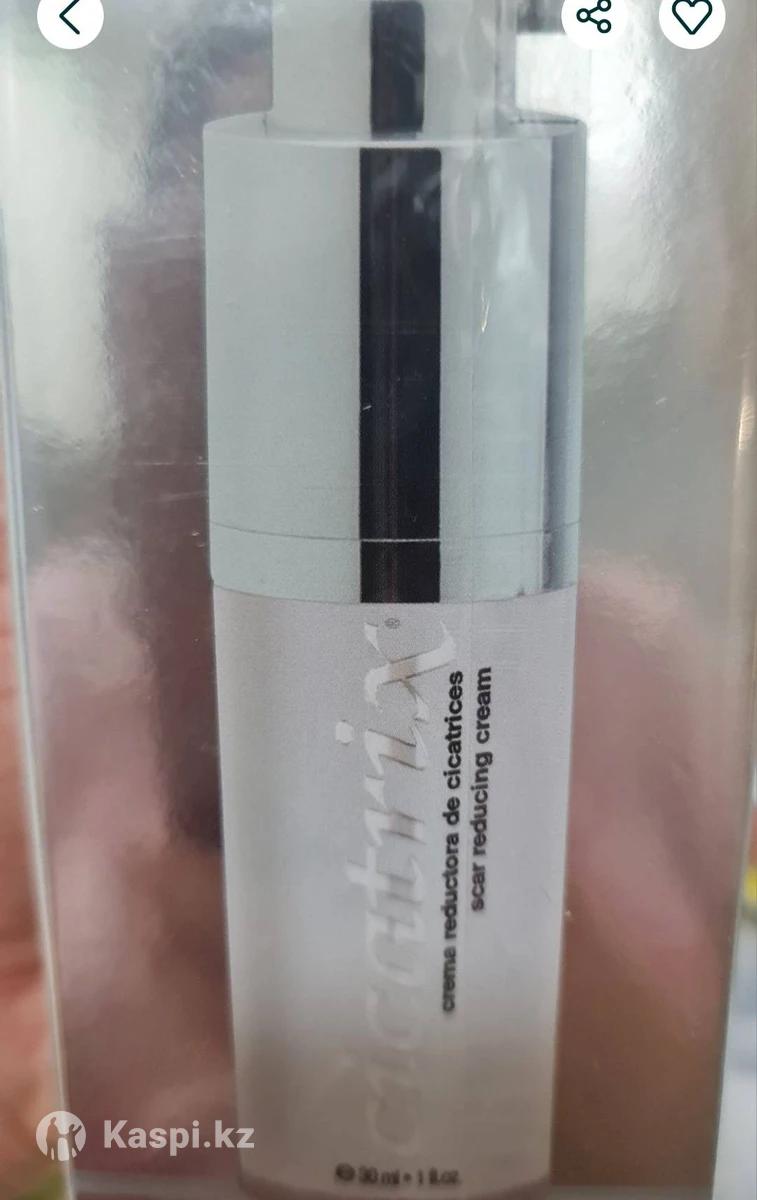 cicatrix®
crema reductora de cicatrices
scar reducing cream
30 ml • 1 fl.oz.
Kaspi.kz